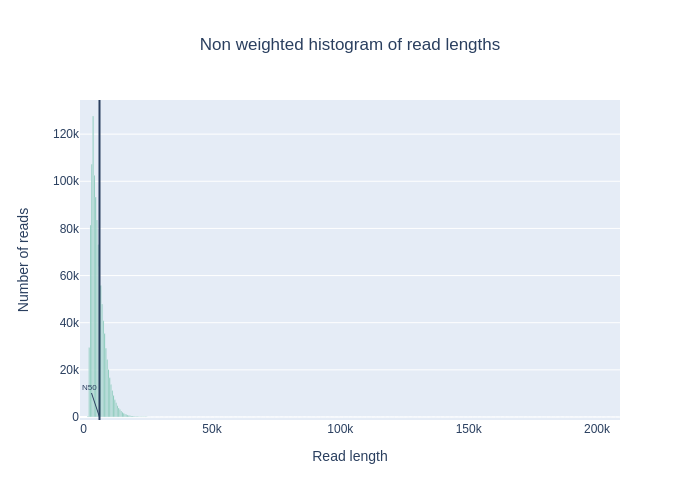 Non weighted histogram of read lengths
Number of reads
120k
100k
80k
60k
40k
20k
0
N50
0
50k
100k
150k
200k
Read length